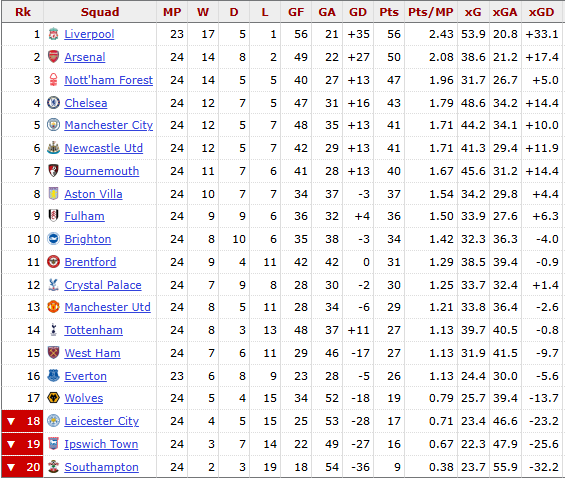 Rk Squad MP W D L GF GA GD Pts Pts/MP xG xGA xGD
1 Liverpool 23 17 5 1 56 21 +35 56 2.43 53.9 20.8 +33.1
2 Arsenal 24 14 8 2 49 22 +27 50 2.08 38.6 21.2 +17.4
3 Nott'ham Forest 24 14 5 5 40 27 +13 47 1.96 31.7 26.7 +5.0
4 Chelsea 24 12 7 5 47 31 +16 43 1.79 48.6 34.2 +14.4
5 Manchester City 24 12 5 7 48 35 +13 41 1.71 44.2 34.1 +10.0
6 Newcastle Utd 24 12 5 7 42 29 +13 41 1.71 41.3 29.4 +11.9
7 Bournemouth 24 11 7 6 41 28 +13 40 1.67 45.6 31.2 +14.4
8 Aston Villa 24 10 7 7 34 37 -3 37 1.54 34.2 29.8 +4.4
9 Fulham 24 9 9 6 36 32 +4 36 1.50 33.9 27.6 +6.3
10 Brighton 24 8 10 6 35 38 -3 34 1.42 32.3 36.3 -4.0
11 Brentford 24 9 4 11 42 42 0 31 1.29 38.5 39.4 -0.9
12 Crystal Palace 24 7 9 8 28 30 -2 30 1.25 33.7 32.4 +1.4
13 Manchester Utd 24 8 5 11 28 34 -6 29 1.21 33.8 36.4 -2.6
14 Tottenham 24 8 3 13 48 37 +11 27 1.13 39.7 40.5 -0.8
15 West Ham 24 7 6 11 29 46 -17 27 1.13 31.9 41.5 -9.7
16 Everton 23 6 8 9 23 28 -5 26 1.13 24.4 30.0 -5.6
17 Wolves 24 5 4 15 34 52 -18 19 0.79 25.7 39.4 -13.7
▼ 18 Leicester City 24 4 5 15 25 53 -28 17 0.71 23.4 46.6 -23.2
▼ 19 Ipswich Town 24 3 7 14 22 49 -27 16 0.67 22.3 47.9 -25.6
▼ 20 Southampton 24 2 3 19 18 54 -36 9 0.38 23.7 55.9 -32.2